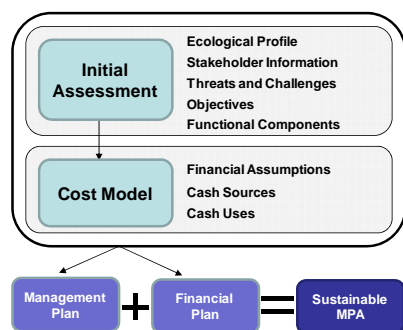 Initial
Assessment
Ecological Profile
Stakeholder Information
Threats and Challenges
Objectives
Functional Components
Cost Model
Financial Assumptions
Cash Sources
Cash Uses
Management
Plan
+
Financial
Plan
=
Sustainable
MPA